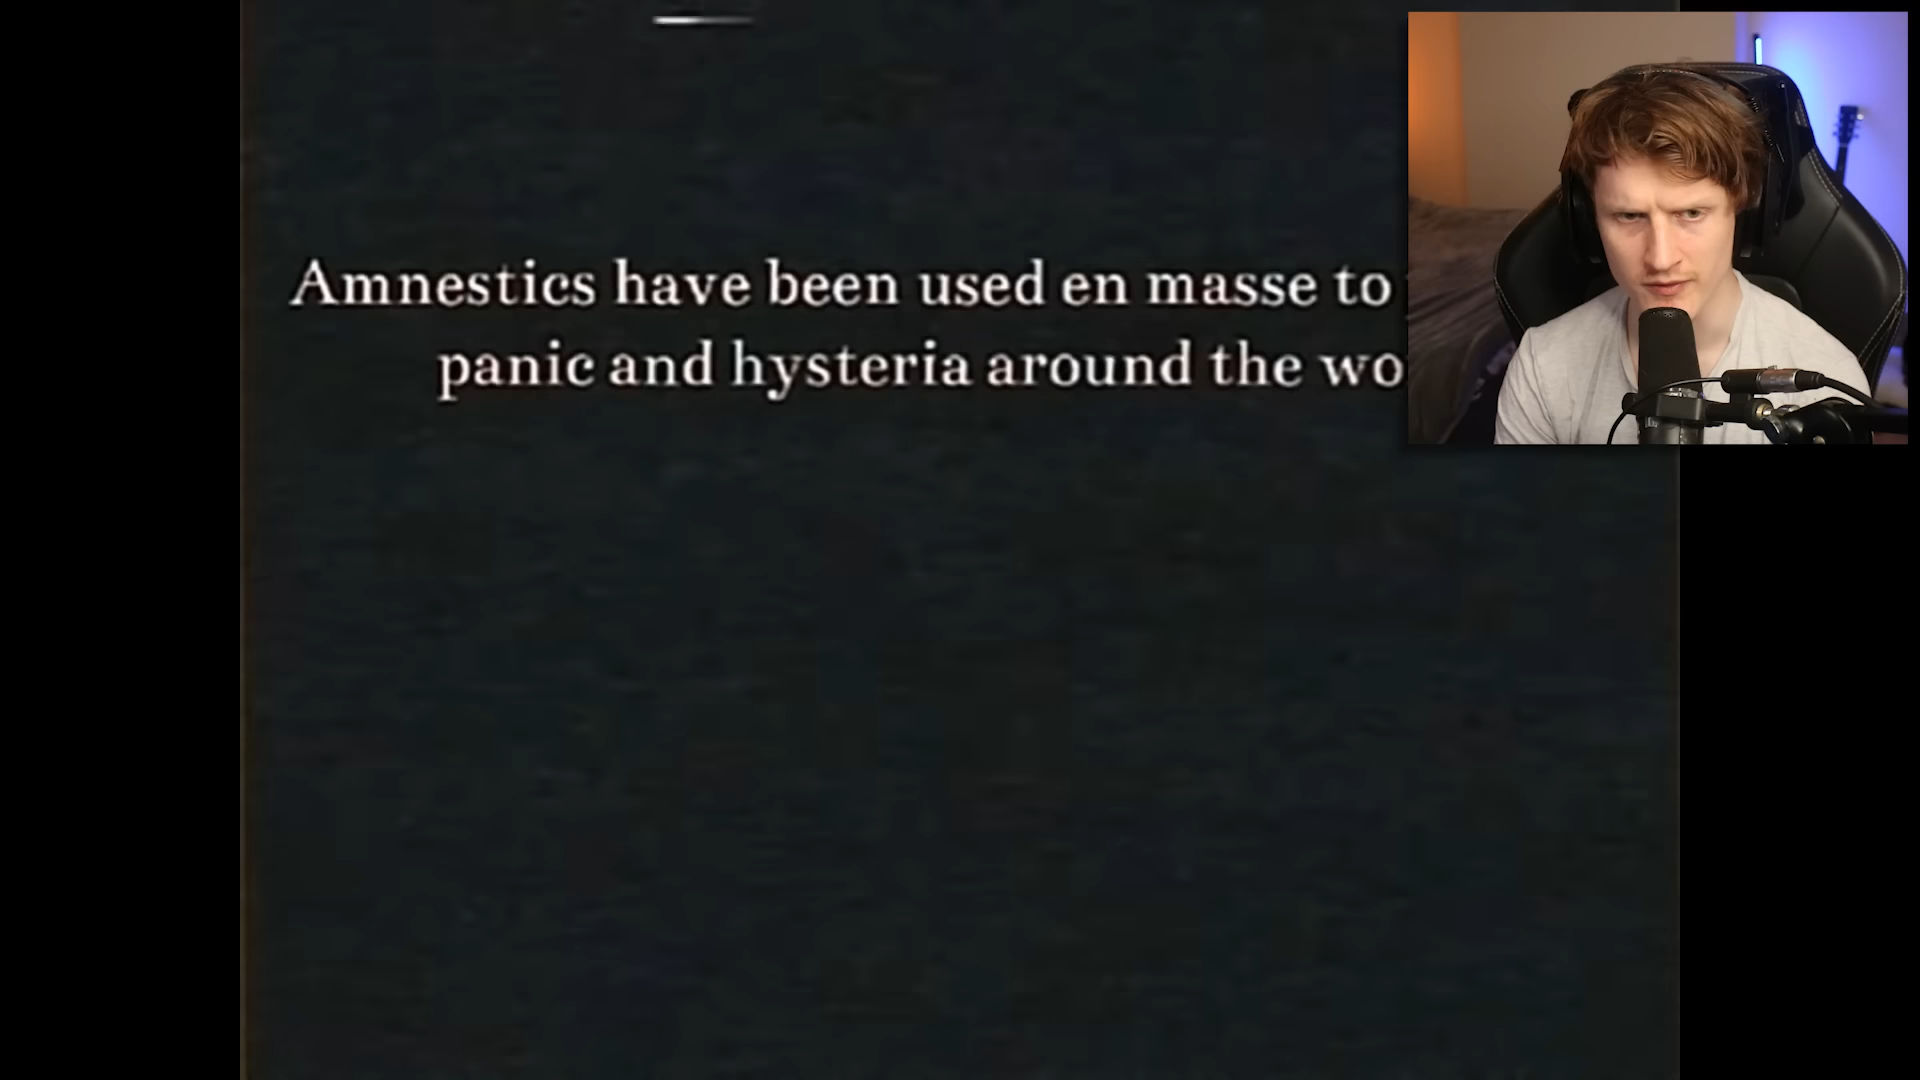 Amnestics have been used en masse to
panic and hysteria around the